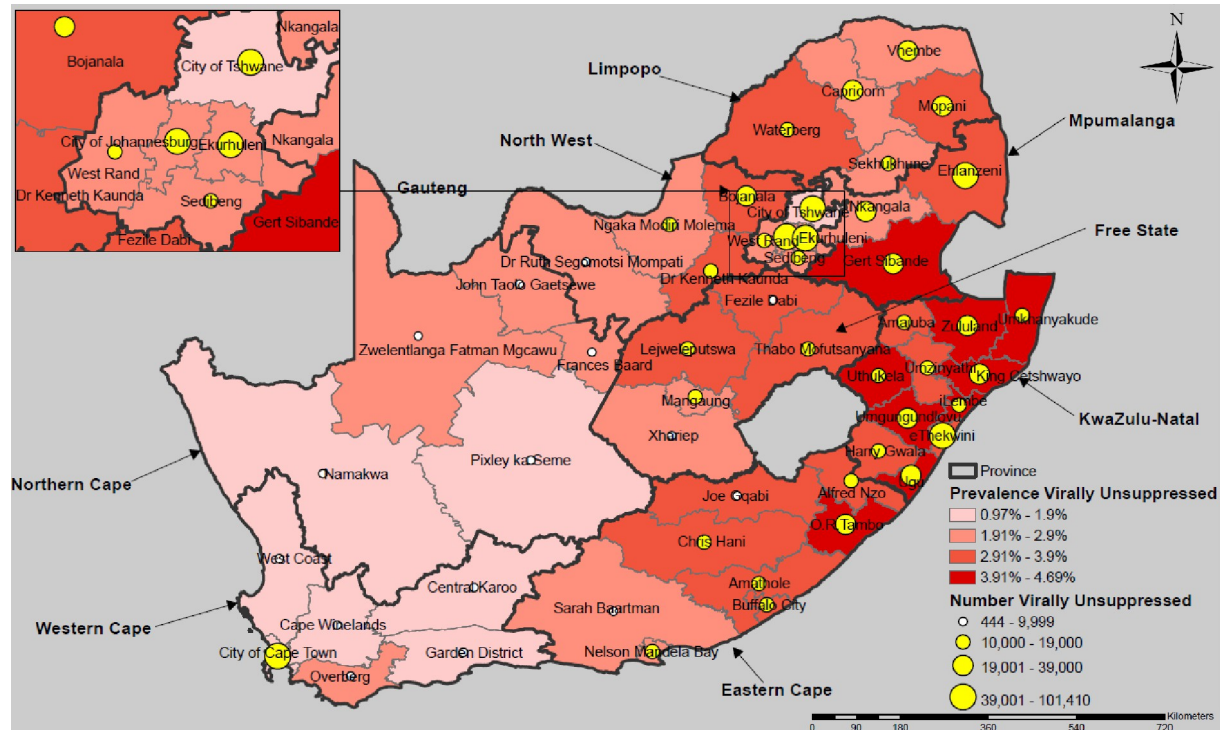 Nkangala
Bojanala
City of Tshwane
City of Johannesburg
Ekurhuleni
Nkangala
West Rand
Dr Kenneth Kaunda
Sedibeng
Gert Sibande
Fezile Dabi
N
Limpopo
North West
Gauteng
Mpumalanga
Free State
KwaZulu-Natal
Northern Cape
Western Cape
Eastern Cape
Vhembe
Capricorn
Mopani
Waterberg
Sekhukhune
Ehlanzeni
Bojanala
City of Tshwane
Nkangala
Ngaka Modiri Molema
West Rand
Ekurhuleni
Sedibeng
Gert Sibande
Dr Ruth Segomotsi Mompati
Dr Kenneth Kaunda
John Taolo Gaetsewe
Fezile Dabi
Amajuba
Zululand
Umkhanyakude
Zwelentlanga Fatman Mgcawu
Frances Baard
Lejweleputswa
Thabo Mofutsanyana
Uthukela
Umzinyathi
King Cetshwayo
Mangaung
iLembe
Umgungundlovu
eThekwini
Xhariep
Harry Gwala
Pixley ka Seme
Namakwa
Ugu
Joe Gqabi
Alfred Nzo
O.R.Tambo
Chris Hani
West Coast
Central Karoo
Amathole
Buffalo City
Sarah Baartman
Cape Winelands
City of Cape Town
Garden District
Nelson Mandela Bay
Overberg
Province
Prevalence Virally Unsuppressed
0.97% - 1.9%
1.91% - 2.9%
2.91% - 3.9%
3.91% - 4.69%
Number Virally Unsuppressed
444 - 9,999
10,000 - 19,000
19,001 - 39,000
39,001 - 101,410
Kilometers
0 90 180 360 540 720